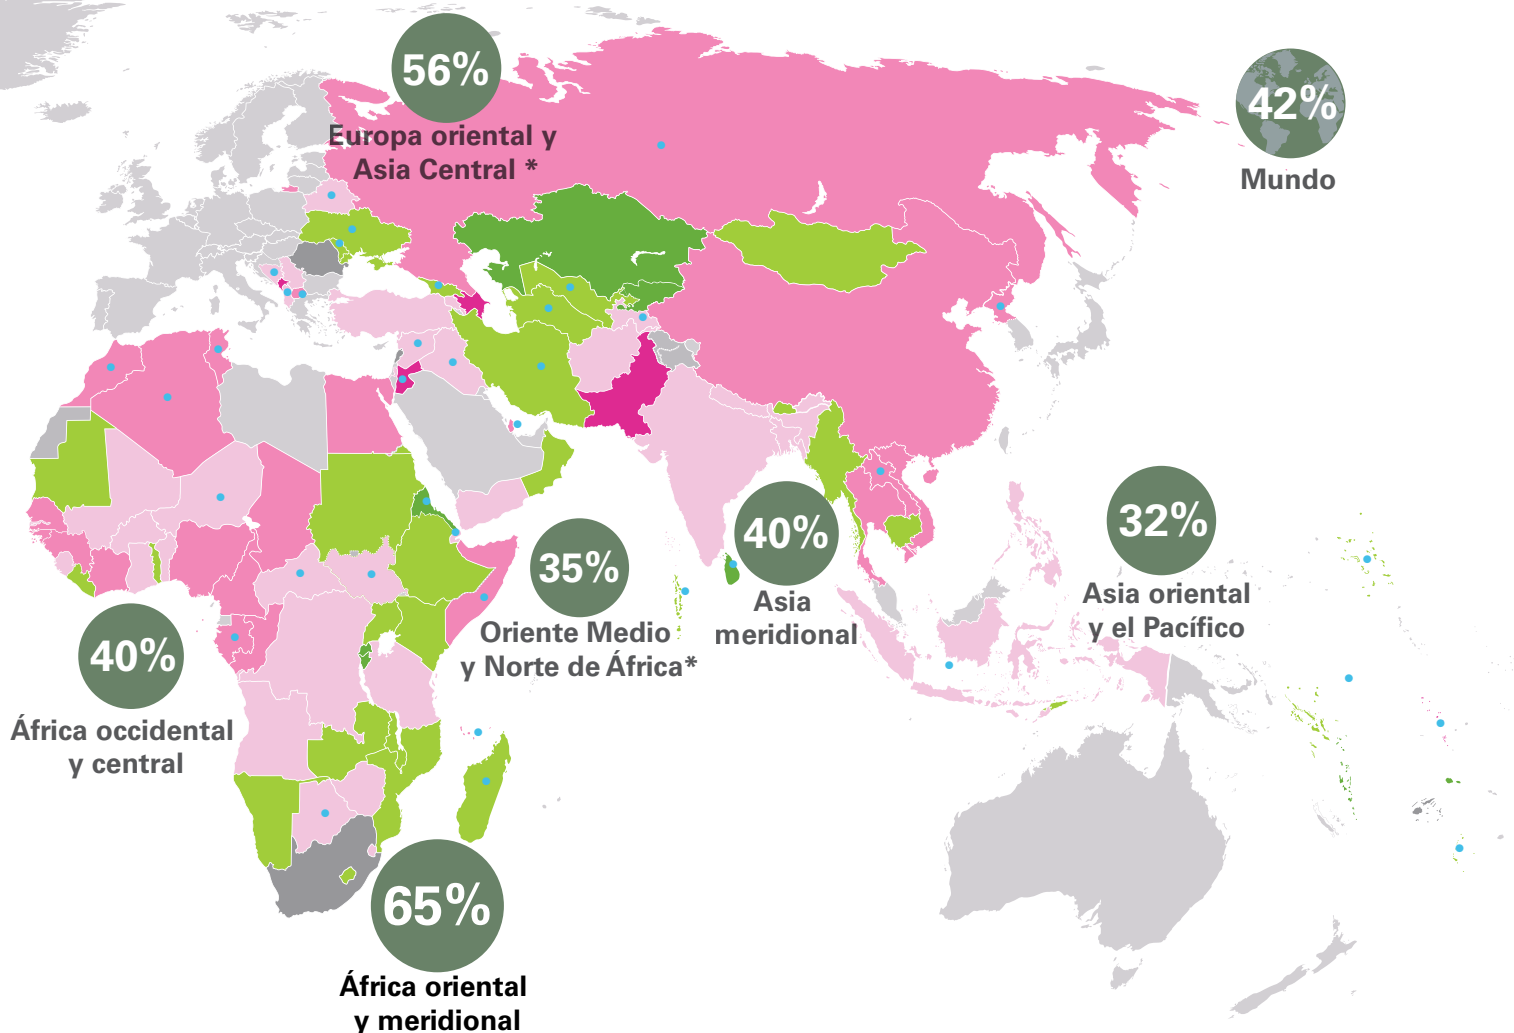 56%
Europa oriental y
Asia Central *
42%
Mundo
40%
Asia
meridional
32%
Asia oriental
y el Pacífico
35%
Oriente Medio
y Norte de África*
40%
África occidental
y central
65%
África oriental
y meridional